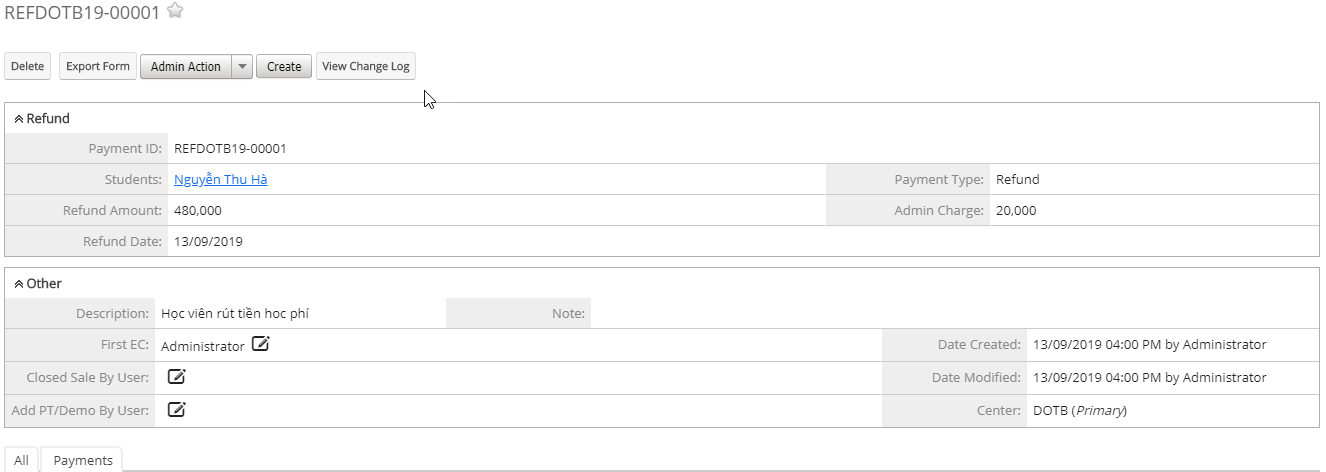 REFDOTB19-00001
Delete Export Form Admin Action Create View Change Log
Refund
Payment ID: REFDOTB19-00001
Students: Nguyễn Thu Hà Payment Type: Refund
Refund Amount: 480,000 Admin Charge: 20,000
Refund Date: 13/09/2019
Other
Description: Học viên rút tiền hoc phí Note:
First EC: Administrator Date Created: 13/09/2019 04:00 PM by Administrator
Closed Sale By User: Date Modified: 13/09/2019 04:00 PM by Administrator
Add PT/Demo By User: Center: DOTB (Primary)
All Payments